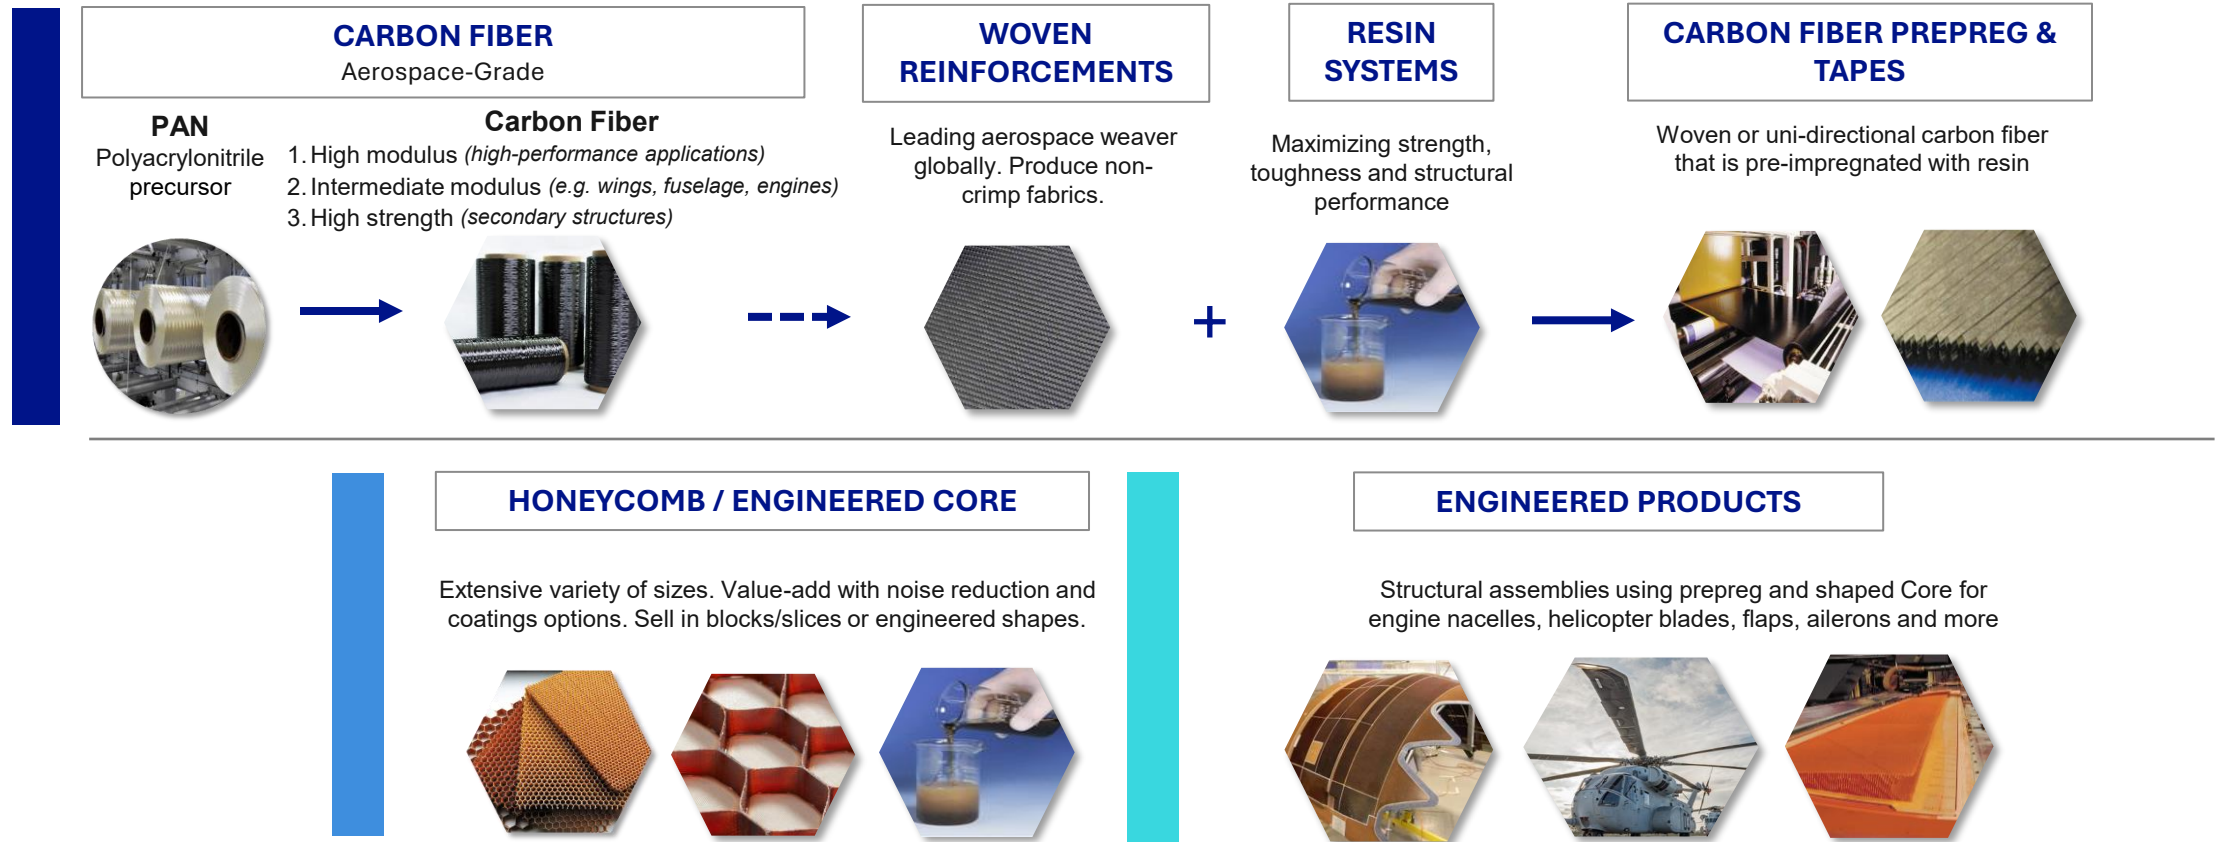 CARBON FIBER
Aerospace-Grade
PAN
Polyacrylonitrile
precursor
Carbon Fiber
1. High modulus (high-performance applications)
2. Intermediate modulus (e.g. wings, fuselage, engines)
3. High strength (secondary structures)
WOVEN
REINFORCEMENTS
Leading aerospace weaver
globally. Produce non-
crimp fabrics.
+
RESIN
SYSTEMS
Maximizing strength,
toughness and structural
performance
CARBON FIBER PREPREG &
TAPES
Woven or uni-directional carbon fiber
that is pre-impregnated with resin
HONEYCOMB / ENGINEERED CORE
Extensive variety of sizes. Value-add with noise reduction and
coatings options. Sell in blocks/slices or engineered shapes.
ENGINEERED PRODUCTS
Structural assemblies using prepreg and shaped Core for
engine nacelles, helicopter blades, flaps, ailerons and more